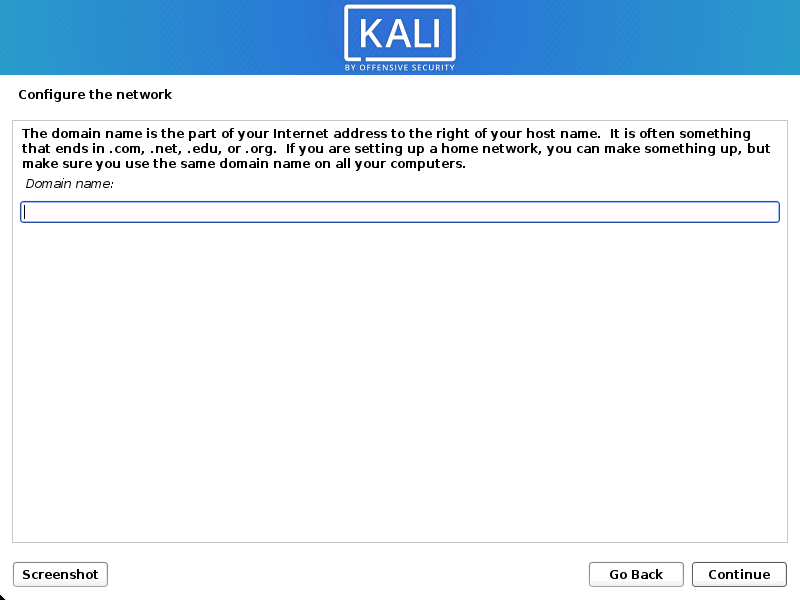 KALI
BY OFFENSIVE SECURITY
Configure the network
The domain name is the part of your Internet address to the right of your host name.  It is often something
that ends in .com, .net, .edu, or .org.  If you are setting up a home network, you can make something up, but
make sure you use the same domain name on all your computers.
Domain name:
Screenshot
Go Back
Continue